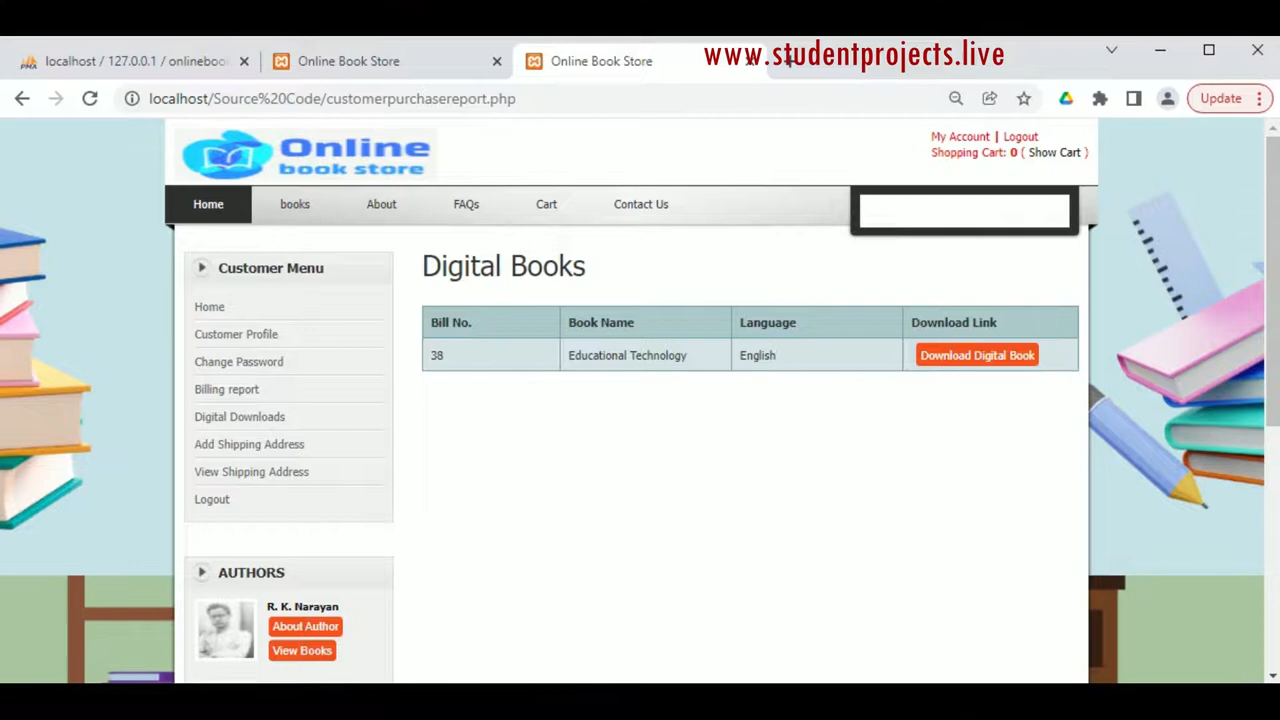 www.studentprojects.live
localhost / 127.0.0.1 / onlineboo
Online Book Store
Online Book Store
localhost/Source%20Code/customerpurchasereport.php
Update
Online
book store
My Account | Logout
Shopping Cart: 0 ( Show Cart )
Home books About FAQs Cart Contact Us
Customer Menu
Home
Customer Profile
Change Password
Billing report
Digital Downloads
Add Shipping Address
View Shipping Address
Logout
Digital Books
Bill No. Book Name Language Download Link
38 Educational Technology English Download Digital Book
AUTHORS
R. K. Narayan
About Author
View Books